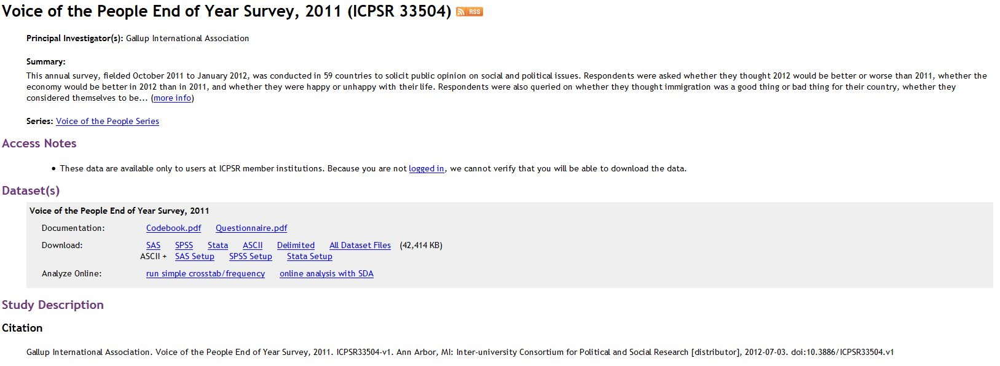 Voice of the People End of Year Survey, 2011 (ICPSR 33504) RSS
Principal Investigator(s): Gallup International Association
Summary:
This annual survey, fielded October 2011 to January 2012, was conducted in 59 countries to solicit public opinion on social and political issues. Respondents were asked whether they thought 2012 would be better or worse than 2011, whether the
economy would be better in 2012 than in 2011, and whether they were happy or unhappy with their life. Respondents were also queried on whether they thought immigration was a good thing or bad thing for their country, whether they
considered themselves to be... (more info)
Series: Voice of the People Series
Access Notes
• These data are available only to users at ICPSR member institutions. Because you are not logged in, we cannot verify that you will be able to download the data.
Dataset(s)
Voice of the People End of Year Survey, 2011
Documentation: Codebook.pdf Questionnaire.pdf
Download: SAS SPSS Stata ASCII Delimited All Dataset Files (42,414 KB)
ASCII + SAS Setup SPSS Setup Stata Setup
Analyze Online: run simple crosstab/frequency online analysis with SDA
Study Description
Citation
Gallup International Association. Voice of the People End of Year Survey, 2011. ICPSR33504-v1. Ann Arbor, MI: Inter-university Consortium for Political and Social Research [distributor], 2012-07-03. doi:10.3886/ICPSR33504.v1